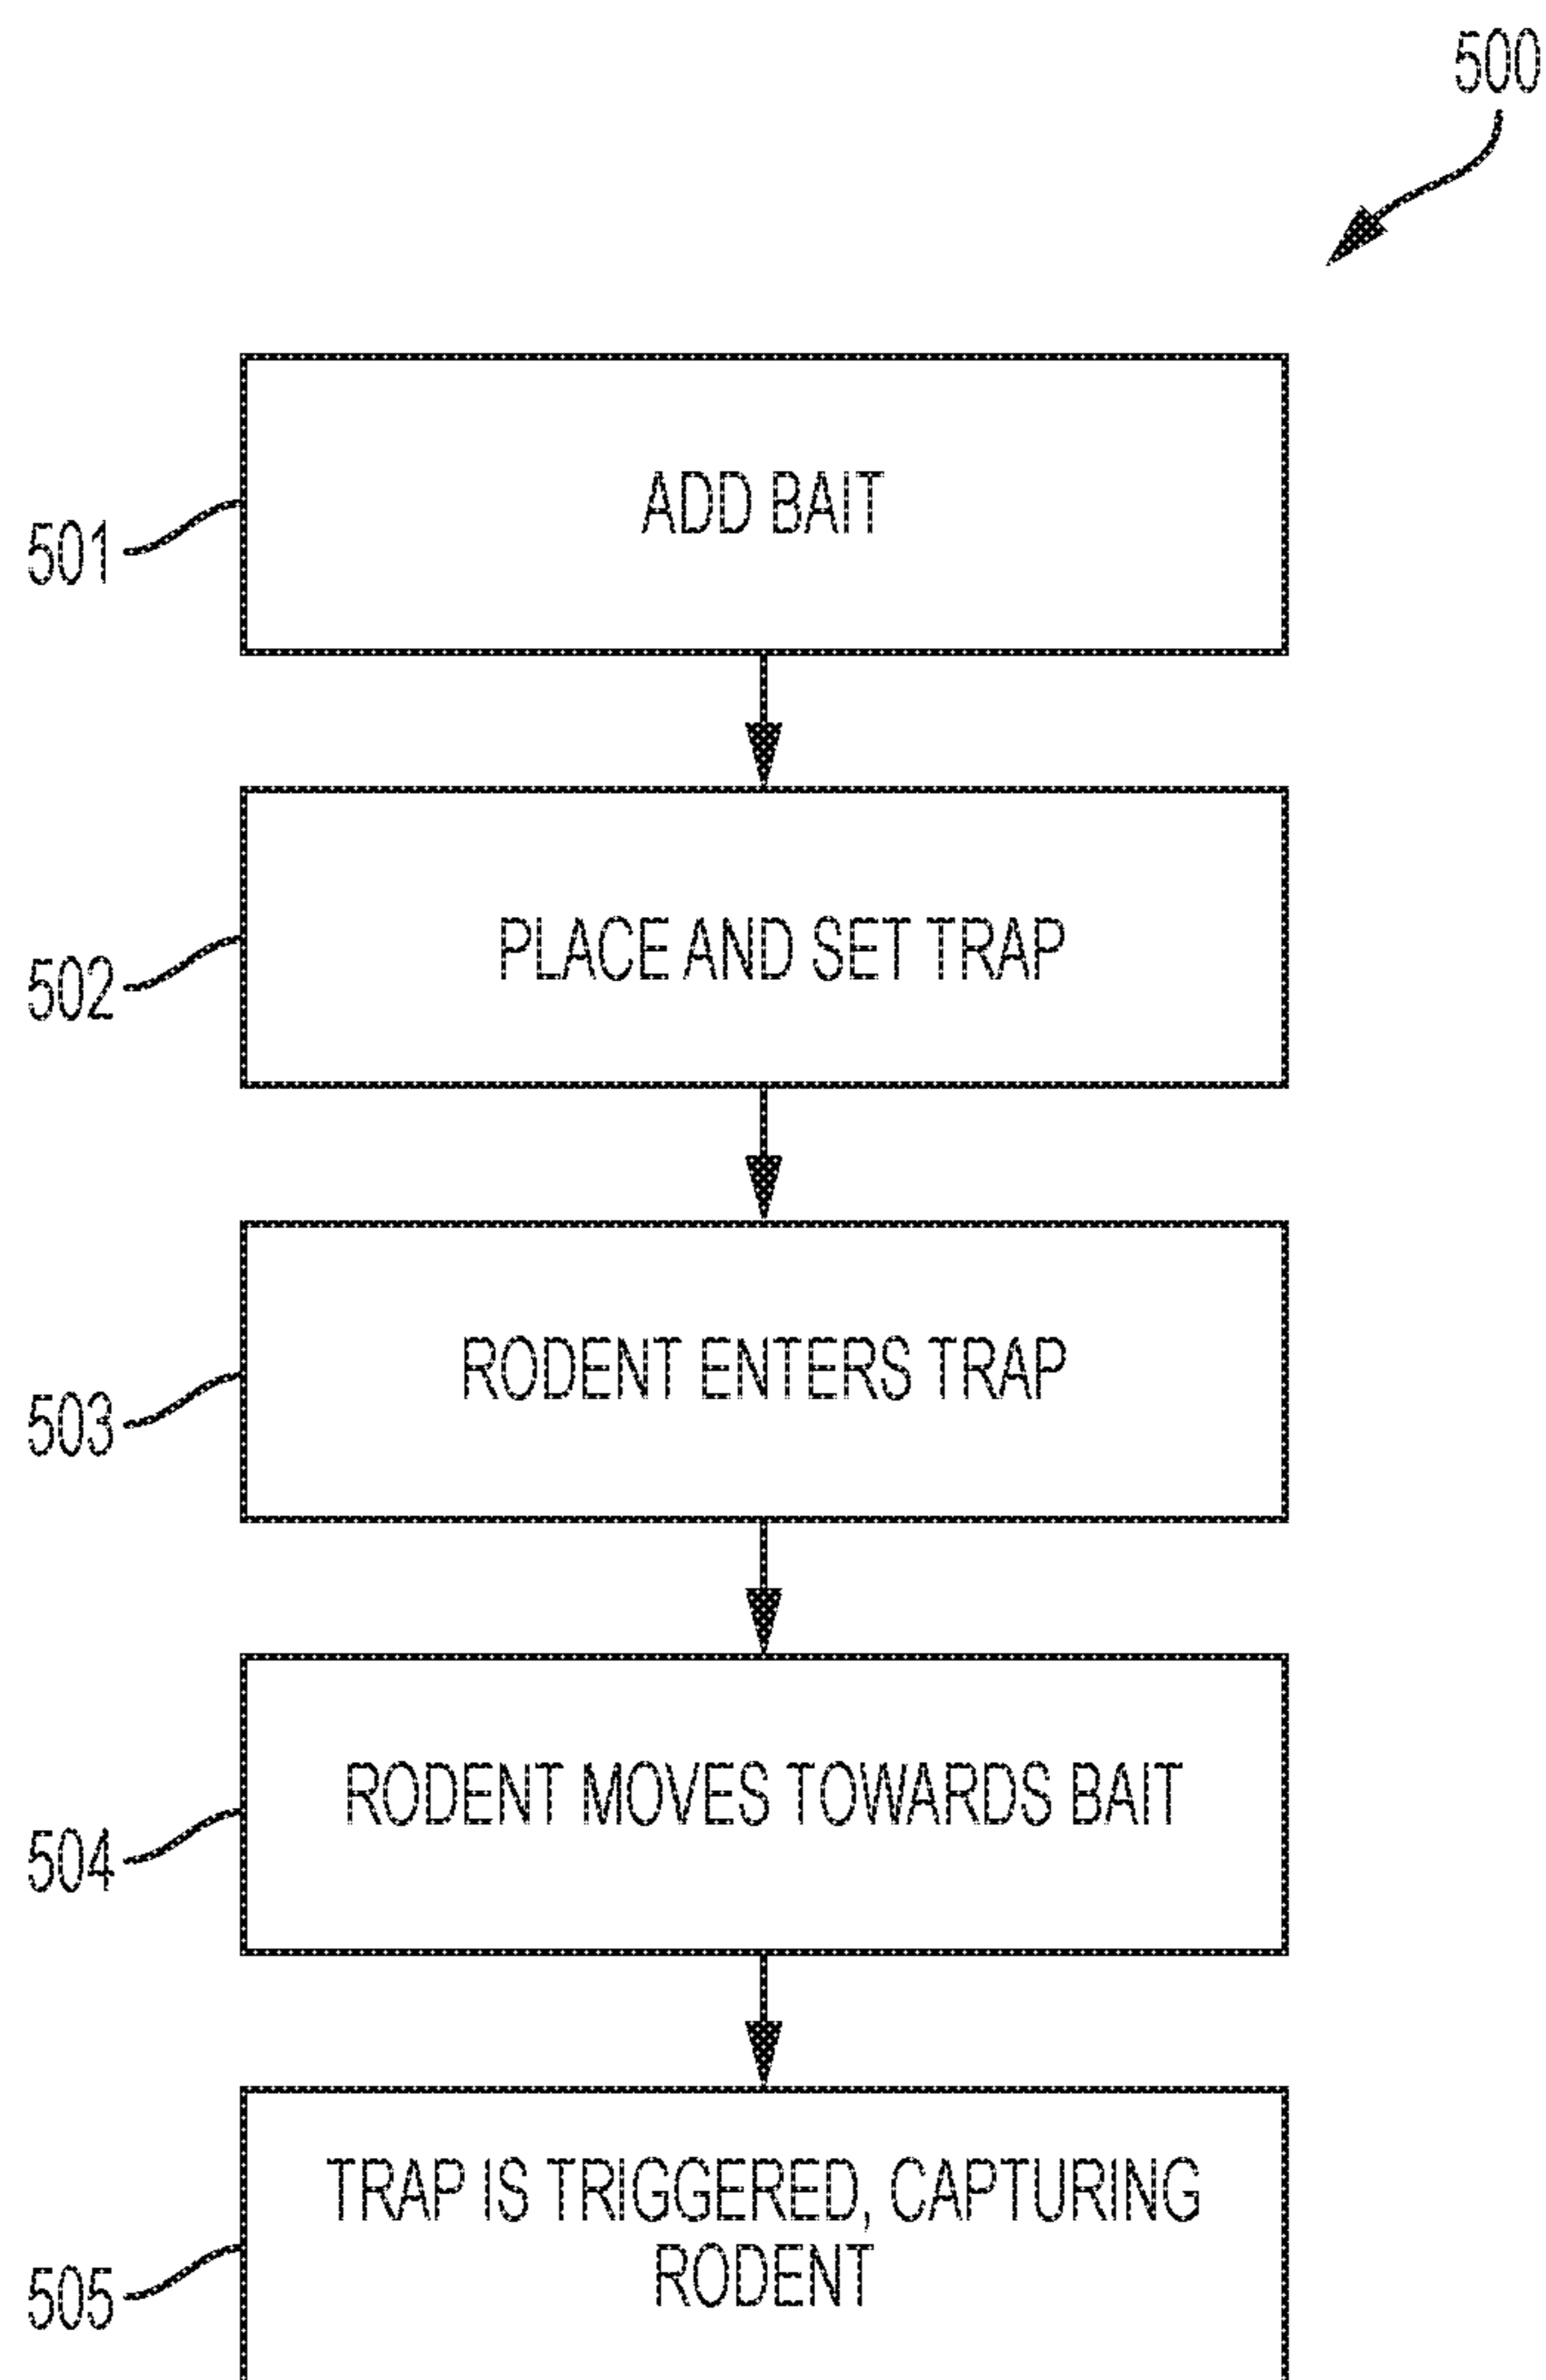 500
ADD BAIT
501
PLACE AND SET TRAP
502
RODENT ENTERS TRAP
503
RODENT MOVES TOWARDS BAIT
504
TRAP IS TRIGGERED, CAPTURING
RODENT
505